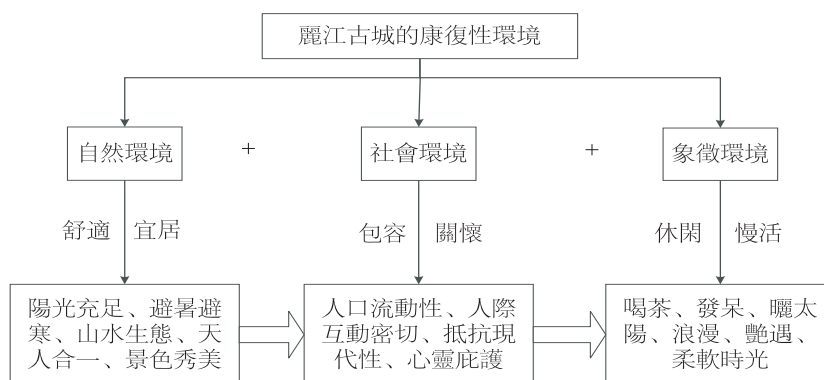 麗江古城的康復性環境
自然環境 + 社會環境 + 象徵環境
舒適 宜居 包容 關懷 休閑 慢活
陽光充足、避暑避
寒、山水生態、天
人合一、景色秀美
人口流動性、人際
互動密切、抵抗現
代性、心靈庇護
喝茶、發呆、曬太
陽、浪漫、艷遇、
柔軟時光